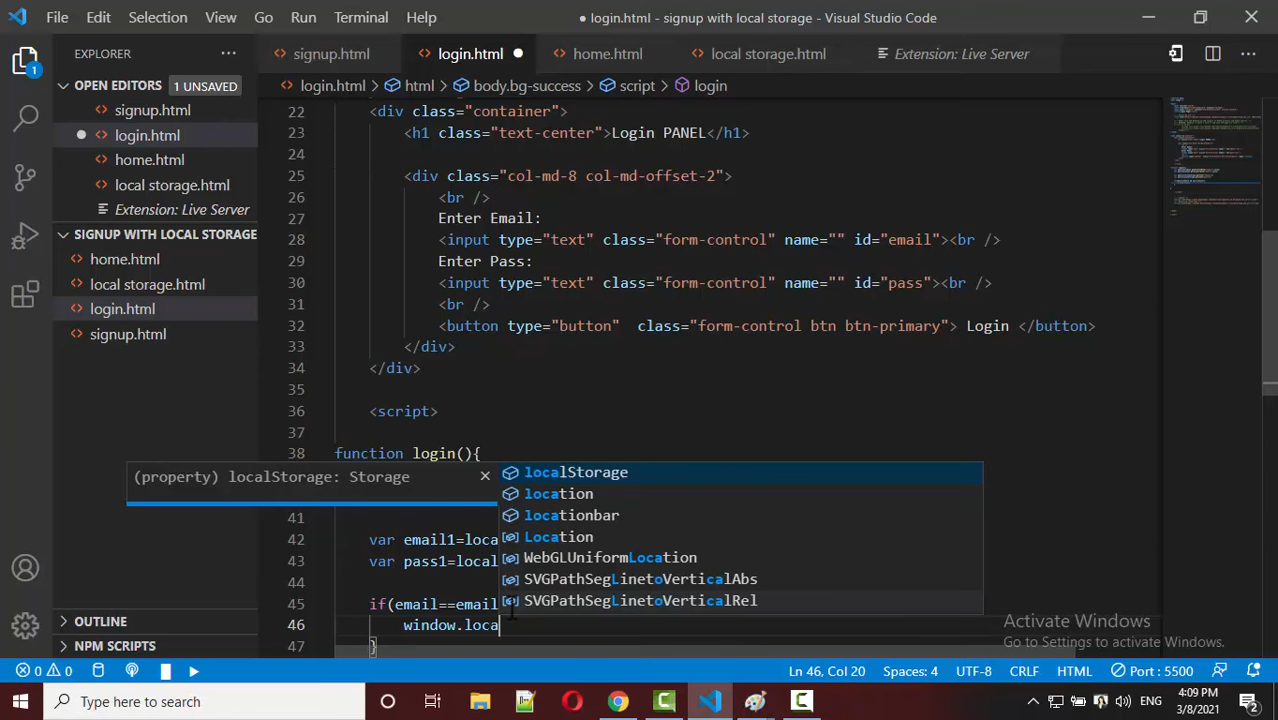 File Edit Selection View Go Run Terminal Help
login.html - signup with local storage - Visual Studio Code
EXPLORER
signup.html login.html home.html local storage.html Extension: Live Server
OPEN EDITORS 1 UNSAVED
login.html > html > body.bg-success > script > login
signup.html
login.html
home.html
local storage.html
Extension: Live Server
SIGNUP WITH LOCAL STORAGE
home.html
local storage.html
login.html
signup.html
OUTLINE
NPM SCRIPTS
1
22 <div class="container">
23 <h1 class="text-center">Login PANEL</h1>
24
25 <div class="col-md-8 col-md-offset-2">
26 <br />
27 Enter Email:
28 <input type="text" class="form-control" name="" id="email"><br />
29 Enter Pass:
30 <input type="text" class="form-control" name="" id="pass"><br />
31 <br />
32 <button type="button" class="form-control btn btn-primary"> Login </button>
33 </div>
34 </div>
35
36 <script>
37
38 function login(){
(property) localStorage: Storage
localStorage
location
locationbar
Location
WebGLUniformLocation
SVGPathSegLinetoVerticalAbs
SVGPathSegLinetoVerticalRel
41
42 var email1=loca
43 var pass1=local
44
45 if(email==email
46 window.loca
47 }
Activate Windows
Go to Settings to activate Windows.
0 0 Ln 46, Col 20 Spaces: 4 UTF-8 CRLF HTML Port : 5500
Type here to search
ENG
4:09 PM
3/8/2021
2